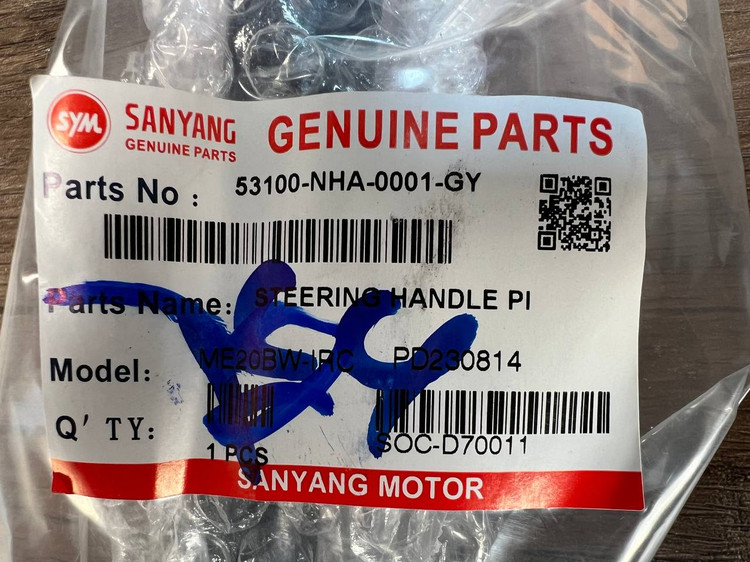 SYM SANYANG GENUINE PARTS
GENUINE PARTS
Parts No : 53100-NHA-0001-GY
Parts Name: STEERING HANDLE PI
Model: ME20BW-IRC PD230814
Q' TY: 1 PCS SOC-D70011
SANYANG MOTOR